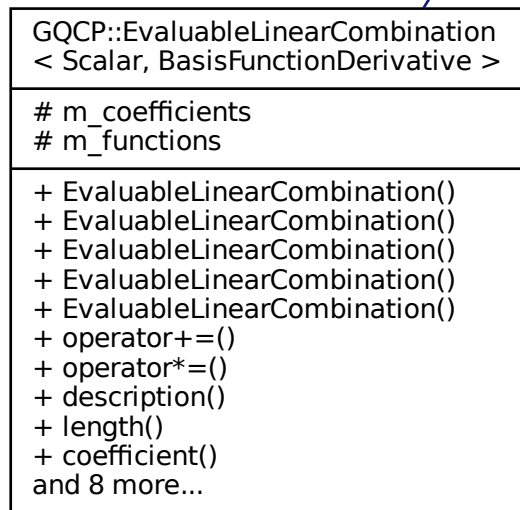 GQCP::EvaluableLinearCombination
< Scalar, BasisFunctionDerivative >
# m_coefficients
# m_functions
+ EvaluableLinearCombination()
+ EvaluableLinearCombination()
+ EvaluableLinearCombination()
+ EvaluableLinearCombination()
+ EvaluableLinearCombination()
+ operator+=()
+ operator*=()
+ description()
+ length()
+ coefficient()
and 8 more...